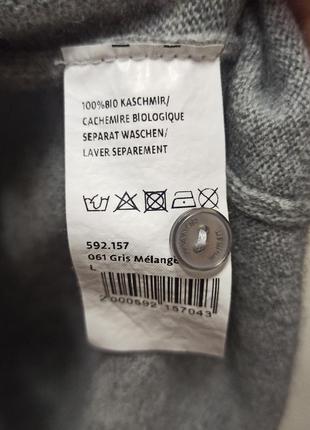 100%BIO KASCHMIR/
CACHEMIRE BIOLOGIQUE
SEPARAT WASCHEN/
LAVER SEPAREMENT
592.157
061 Gris Mélange
L
2 000592 157043